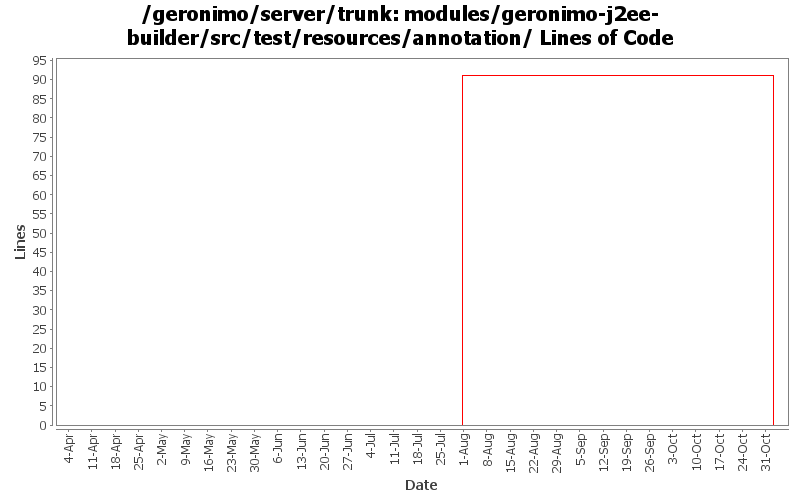 /geronimo/server/trunk: modules/geronimo-j2ee-
builder/src/test/resources/annotation/ Lines of Code
95
90
85
80
75
70
65
60
55
50
45
40
35
30
25
20
15
10
5
0
Lines
4-Apr
11-Apr
18-Apr
25-Apr
2-May
9-May
16-May
23-May
30-May
6-Jun
13-Jun
20-Jun
27-Jun
4-Jul
11-Jul
18-Jul
25-Jul
1-Aug
8-Aug
15-Aug
22-Aug
29-Aug
5-Sep
12-Sep
19-Sep
26-Sep
3-Oct
10-Oct
17-Oct
24-Oct
31-Oct
Date